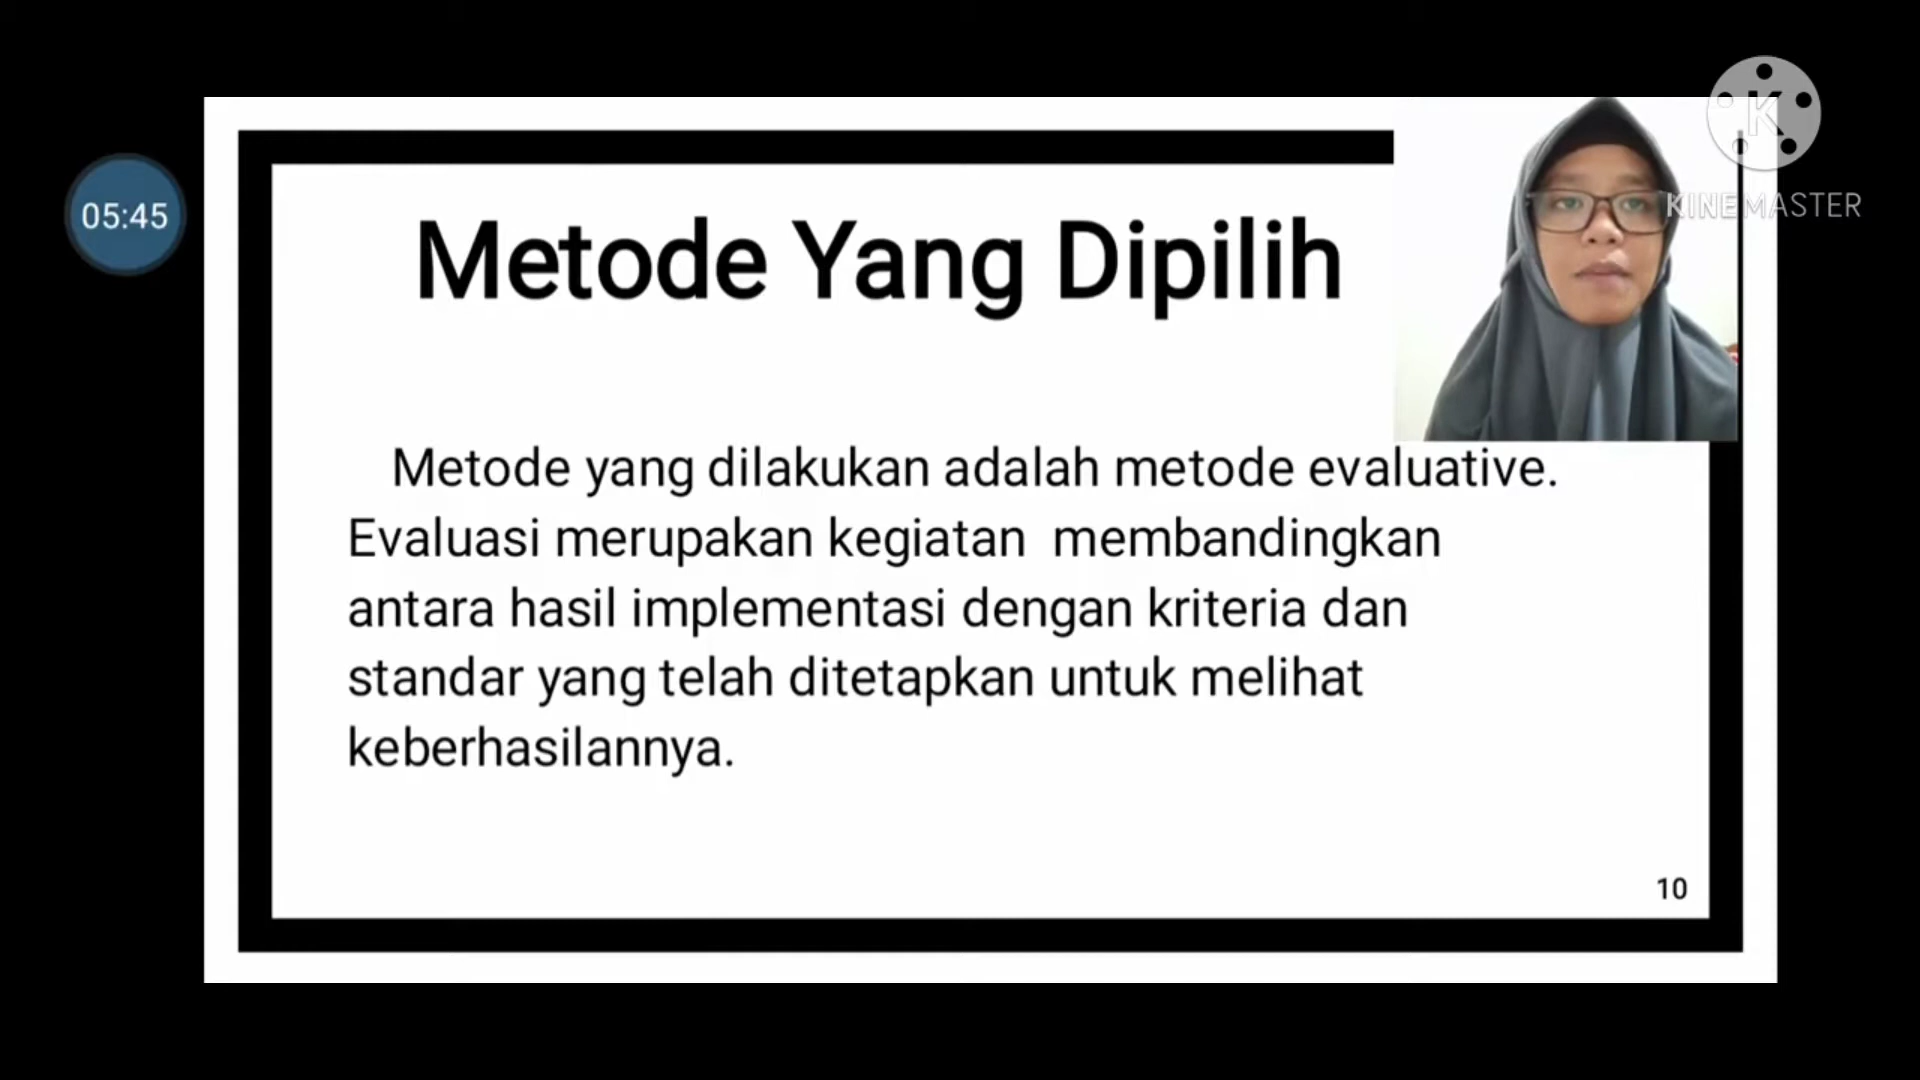 05:45
K
KINEMASTER
Metode Yang Dipilih
Metode yang dilakukan adalah metode evaluative.
Evaluasi merupakan kegiatan membandingkan
antara hasil implementasi dengan kriteria dan
standar yang telah ditetapkan untuk melihat
keberhasilannya.
10